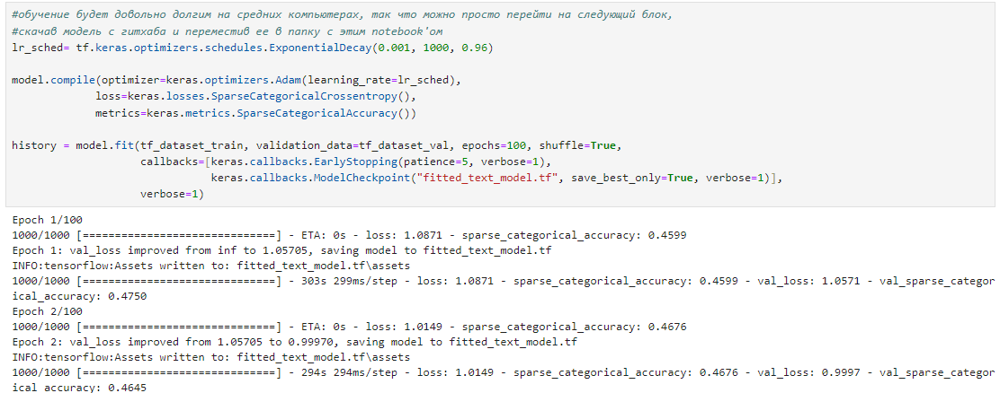 #обучение будет довольно долгим на средних компьютерах, так что можно просто перейти на следующий блок,
#скачав модель с гитхаба и переместив ее в папку с этим notebook'ом
lr_sched= tf.keras.optimizers.schedules.ExponentialDecay(0.001, 1000, 0.96)
model.compile(optimizer=keras.optimizers.Adam(learning_rate=lr_sched),
loss=keras.losses.SparseCategoricalCrossentropy(),
metrics=keras.metrics.SparseCategoricalAccuracy())
history = model.fit(tf_dataset_train, validation_data=tf_dataset_val, epochs=100, shuffle=True,
callbacks=[keras.callbacks.EarlyStopping(patience=5, verbose=1),
keras.callbacks.ModelCheckpoint("fitted_text_model.tf", save_best_only=True, verbose=1)],
verbose=1)
Epoch 1/100
1000/1000 [==============================] - ETA: 0s - loss: 1.0871 - sparse_categorical_accuracy: 0.4599
Epoch 1: val_loss improved from inf to 1.05705, saving model to fitted_text_model.tf
INFO:tensorflow:Assets written to: fitted_text_model.tf\assets
1000/1000 [==============================] - 303s 299ms/step - loss: 1.0871 - sparse_categorical_accuracy: 0.4599 - val_loss: 1.0571 - val_sparse_categor
ical_accuracy: 0.4750
Epoch 2/100
1000/1000 [==============================] - ETA: 0s - loss: 1.0149 - sparse_categorical_accuracy: 0.4676
Epoch 2: val_loss improved from 1.05705 to 0.99970, saving model to fitted_text_model.tf
INFO:tensorflow:Assets written to: fitted_text_model.tf\assets
1000/1000 [==============================] - 294s 294ms/step - loss: 1.0149 - sparse_categorical_accuracy: 0.4676 - val_loss: 0.9997 - val_sparse_categor
ical_accuracy: 0.4645